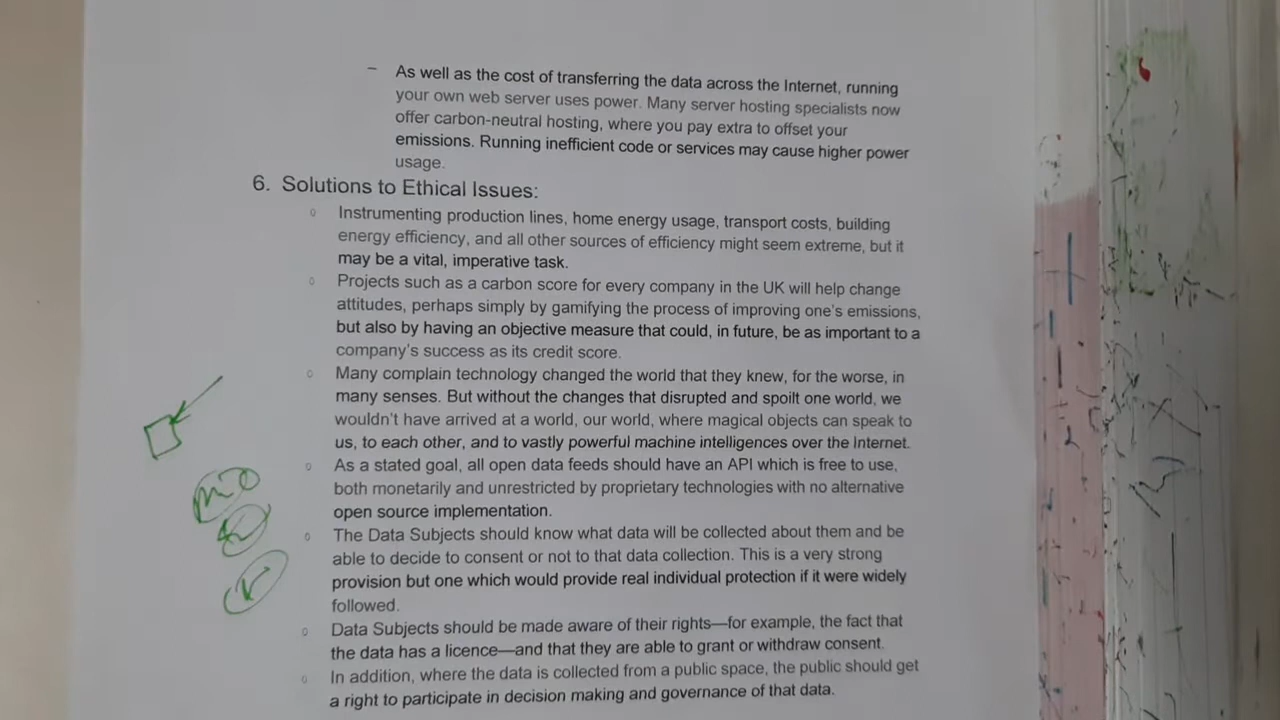 – As well as the cost of transferring the data across the Internet, running
your own web server uses power. Many server hosting specialists now
offer carbon-neutral hosting, where you pay extra to offset your
emissions. Running inefficient code or services may cause higher power
usage.
6. Solutions to Ethical Issues:
o Instrumenting production lines, home energy usage, transport costs, building
energy efficiency, and all other sources of efficiency might seem extreme, but it
may be a vital, imperative task.
o Projects such as a carbon score for every company in the UK will help change
attitudes, perhaps simply by gamifying the process of improving one's emissions,
but also by having an objective measure that could, in future, be as important to a
company's success as its credit score.
o Many complain technology changed the world that they knew, for the worse, in
many senses. But without the changes that disrupted and spoilt one world, we
wouldn't have arrived at a world, our world, where magical objects can speak to
us, to each other, and to vastly powerful machine intelligences over the Internet.
o As a stated goal, all open data feeds should have an API which is free to use,
both monetarily and unrestricted by proprietary technologies with no alternative
open source implementation.
o The Data Subjects should know what data will be collected about them and be
able to decide to consent or not to that data collection. This is a very strong
provision but one which would provide real individual protection if it were widely
followed.
o Data Subjects should be made aware of their rights—for example, the fact that
the data has a licence—and that they are able to grant or withdraw consent.
o In addition, where the data is collected from a public space, the public should get
a right to participate in decision making and governance of that data.